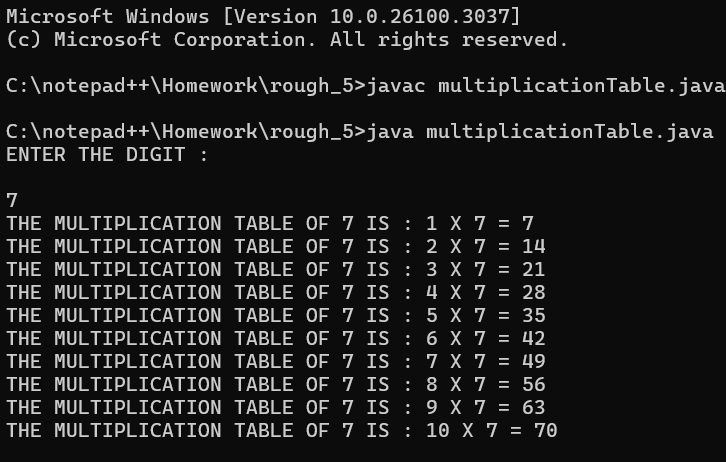 Microsoft Windows [Version 10.0.26100.3037]
(c) Microsoft Corporation. All rights reserved.
C:\notepad++\Homework\rough_5>javac multiplicationTable.java
C:\notepad++\Homework\rough_5>java multiplicationTable.java
ENTER THE DIGIT :
7
THE MULTIPLICATION TABLE OF 7 IS : 1 X 7 = 7
THE MULTIPLICATION TABLE OF 7 IS : 2 X 7 = 14
THE MULTIPLICATION TABLE OF 7 IS : 3 X 7 = 21
THE MULTIPLICATION TABLE OF 7 IS : 4 X 7 = 28
THE MULTIPLICATION TABLE OF 7 IS : 5 X 7 = 35
THE MULTIPLICATION TABLE OF 7 IS : 6 X 7 = 42
THE MULTIPLICATION TABLE OF 7 IS : 7 X 7 = 49
THE MULTIPLICATION TABLE OF 7 IS : 8 X 7 = 56
THE MULTIPLICATION TABLE OF 7 IS : 9 X 7 = 63
THE MULTIPLICATION TABLE OF 7 IS : 10 X 7 = 70